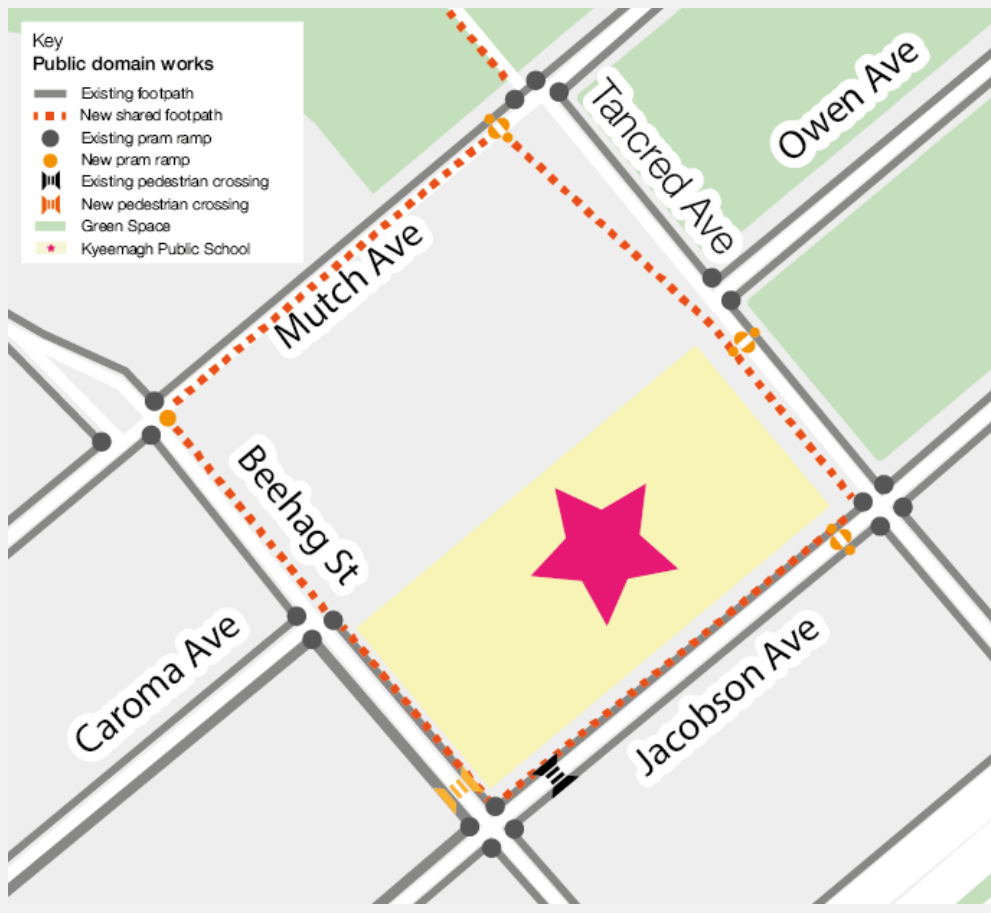 Key
Public domain works
Existing footpath
New shared footpath
Existing pram ramp
New pram ramp
Existing pedestrian crossing
New pedestrian crossing
Green Space
Kyeemagh Public School
Owen Ave
Tancred Ave
Mutch Ave
Beehag St
Caroma Ave
Jacobson Ave